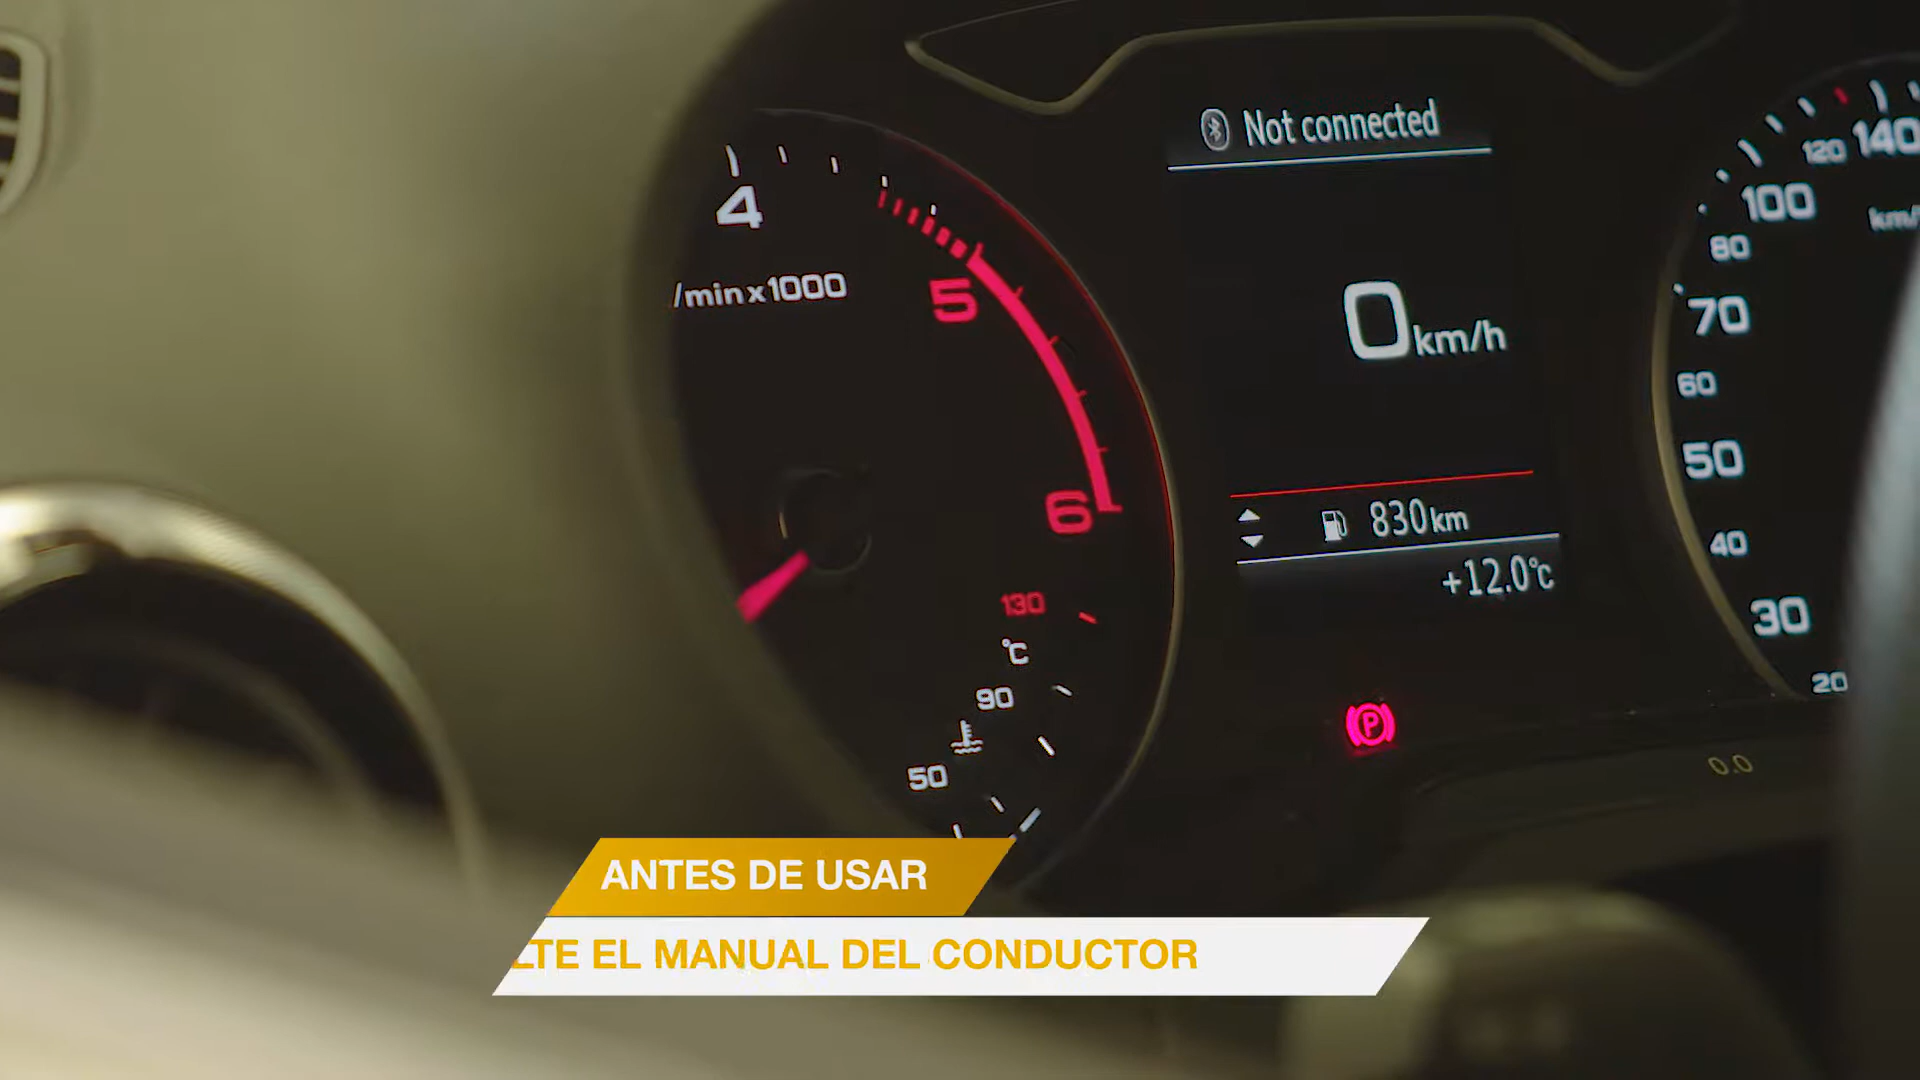 Not connected
4
/min x 1000
5
6
130
°C
90
50
0 km/h
830 km
+12.0°C
P
140
120
100
km/
80
70
60
50
40
30
20
0.0
ANTES DE USAR
LTE EL MANUAL DEL CONDUCTOR